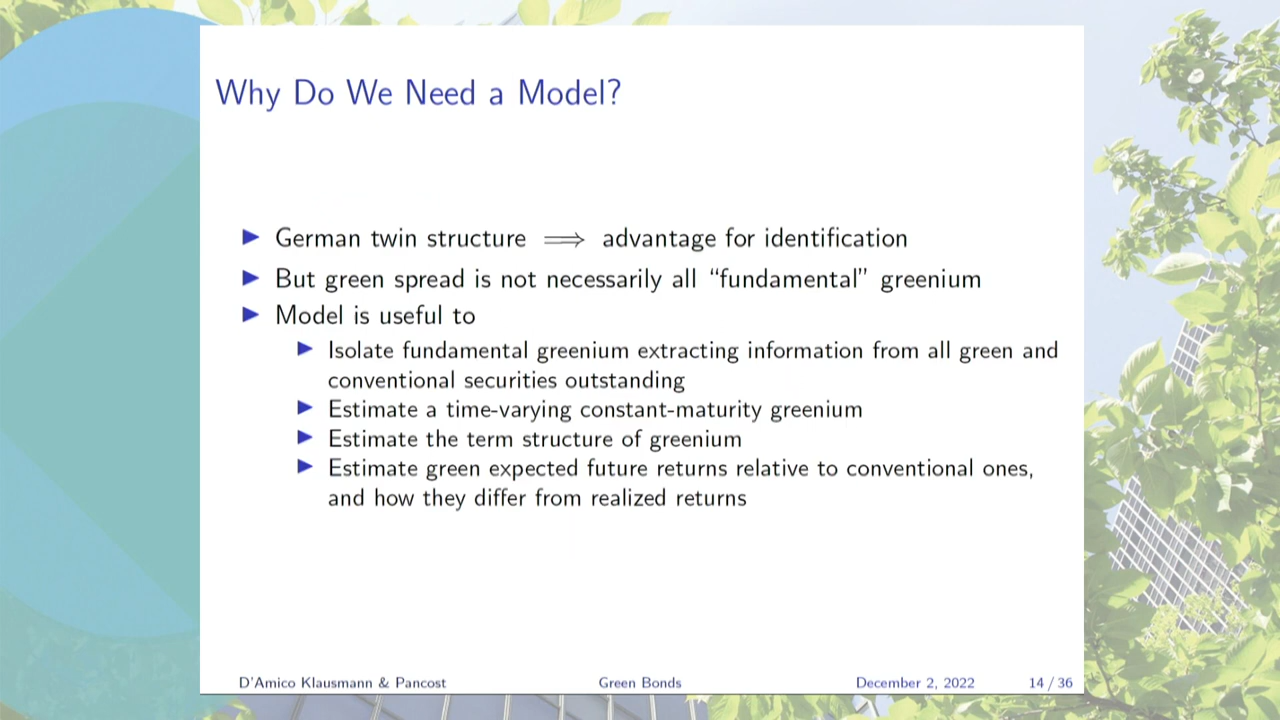 Why Do We Need a Model?
▶ German twin structure ⟹ advantage for identification
▶ But green spread is not necessarily all “fundamental” greenium
▶ Model is useful to
▶ Isolate fundamental greenium extracting information from all green and
conventional securities outstanding
▶ Estimate a time-varying constant-maturity greenium
▶ Estimate the term structure of greenium
▶ Estimate green expected future returns relative to conventional ones,
and how they differ from realized returns
D'Amico Klausmann & Pancost Green Bonds December 2, 2022 14 / 36